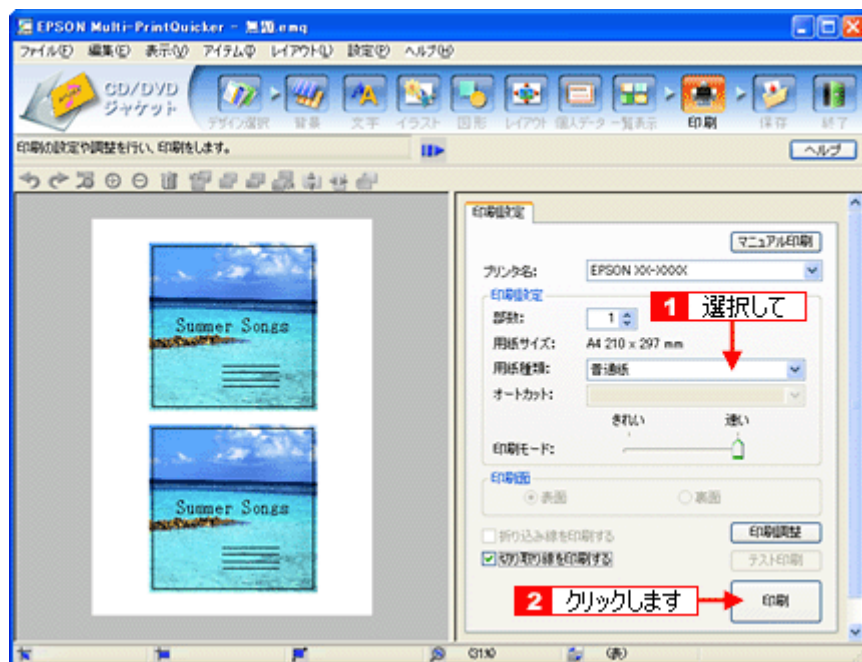 EPSON Multi-PrintQuicker - 無題.emq
ファイル(F) 編集(E) 表示(V) アイテム(I) レイアウト(L) 設定(P) ヘルプ(H)
CD/DVD
ジャケット
デザイン選択 背景 文字 イラスト 図形 レイアウト 個人データ 一覧表示 印刷 保存 終了
印刷の設定や調整を行い、印刷をします。
ヘルプ
印刷設定
マニュアル印刷
プリンタ名: EPSON XX-XXXX
印刷設定
部数: 1
1 選択して
用紙サイズ: A4 210 x 297 mm
用紙種類: 普通紙
オートカット:
きれい 速い
印刷モード:
印刷面
表面 裏面
折り込み線を印刷する
印刷調整
切り取り線を印刷する
テスト印刷
2 クリックします
印刷
Summer Songs
Summer Songs
(31%) (表)